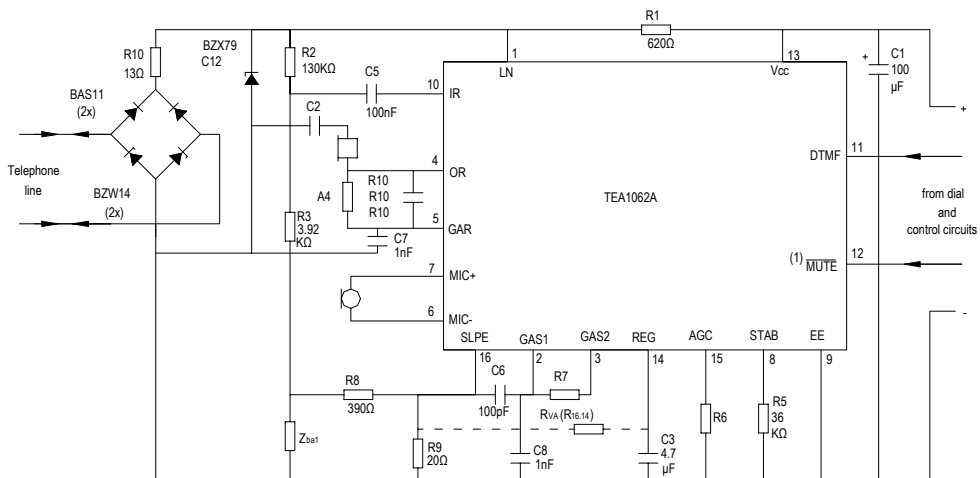 R1
620Ω
R10
13Ω
BZX79
C12
R2
130KΩ
1
LN
13
Vcc
+
C1
100
µF
C5
100nF
10
IR
BAS11
(2x)
C2
+
11
DTMF
Telephone
line
4
OR
TEA1062A
A4
R10
R10
R10
from dial
and
control circuits
BZW14
(2x)
R3
3.92
KΩ
5
GAR
C7
1nF
12
(1) MUTE
7
MIC+
6
MIC-
-
SLPE
GAS1
GAS2
REG
AGC
STAB
EE
16
2
3
14
15
8
9
C6
100pF
R7
R8
390Ω
RVA (R16.14)
R6
R5
36
KΩ
Zba1
R9
20Ω
C8
1nF
C3
4.7
µF